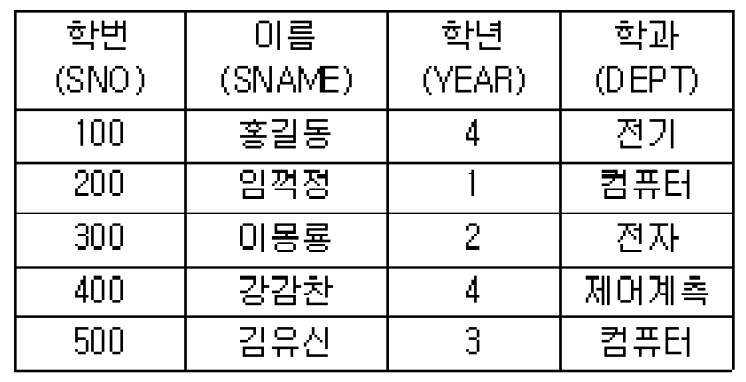 학번 이름 학년 학과
(SNO) (SNAME) (YEAR) (DEPT)
100 홍길동 4 전기
200 임꺽정 1 컴퓨터
300 이몽룡 2 전자
400 강감찬 4 제어계측
500 김유신 3 컴퓨터